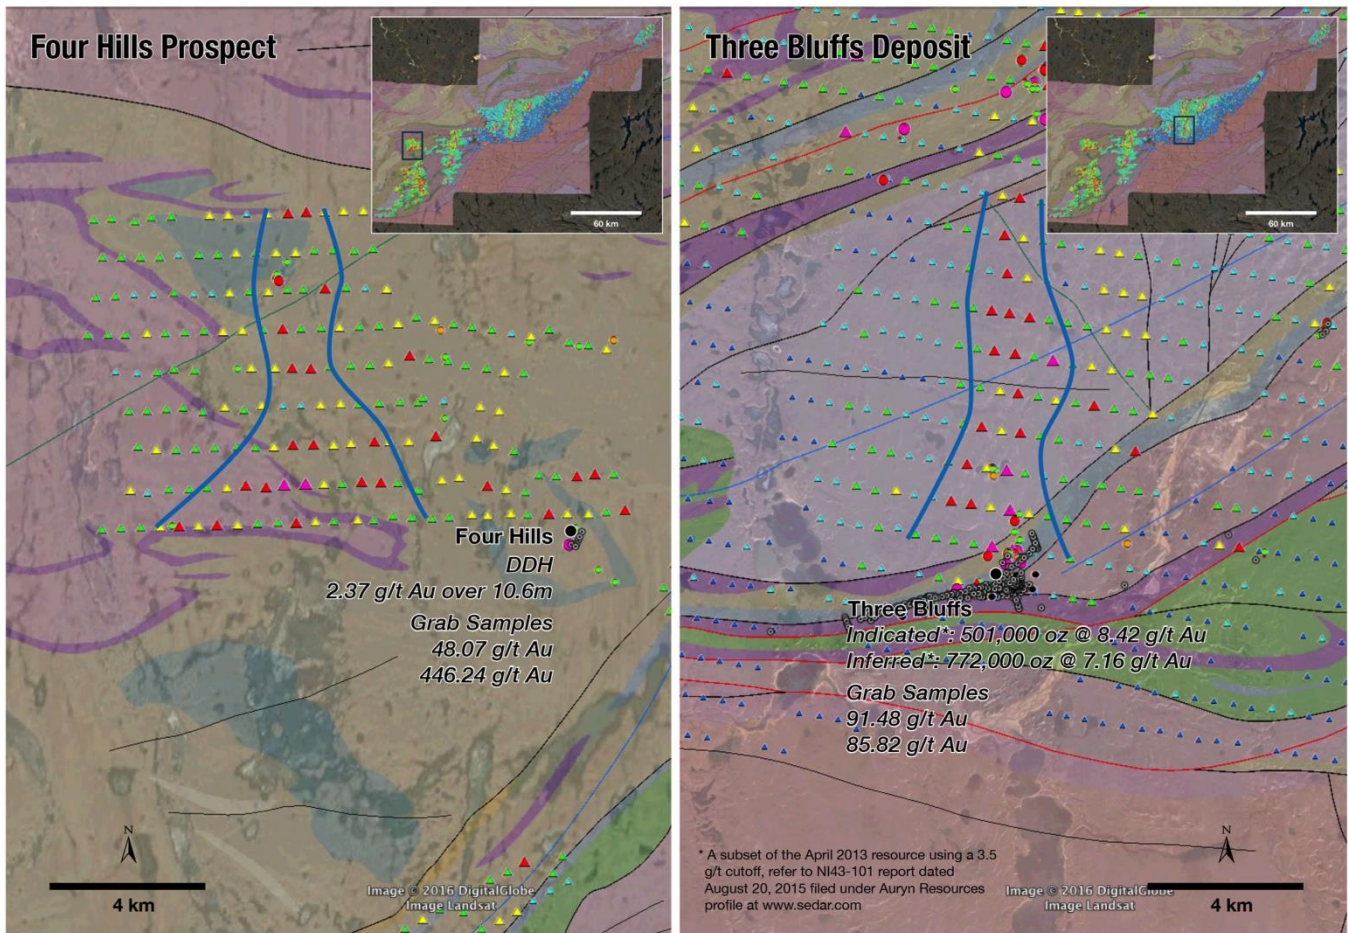 Four Hills Prospect
60 km
Four Hills
DDH
2.37 g/t Au over 10.6m
Grab Samples
48.07 g/t Au
446.24 g/t Au
N
4 km
Image © 2016 DigitalGlobe
Image Landsat
Three Bluffs Deposit
60 km
Three Bluffs
Indicated*: 501,000 oz @ 8.42 g/t Au
Inferred*: 772,000 oz @ 7.16 g/t Au
Grab Samples
91.48 g/t Au
85.82 g/t Au
* A subset of the April 2013 resource using a 3.5
g/t cutoff, refer to NI43-101 report dated
August 20, 2015 filed under Auryn Resources
profile at www.sedar.com
Image © 2016 DigitalGlobe
Image Landsat
N
4 km